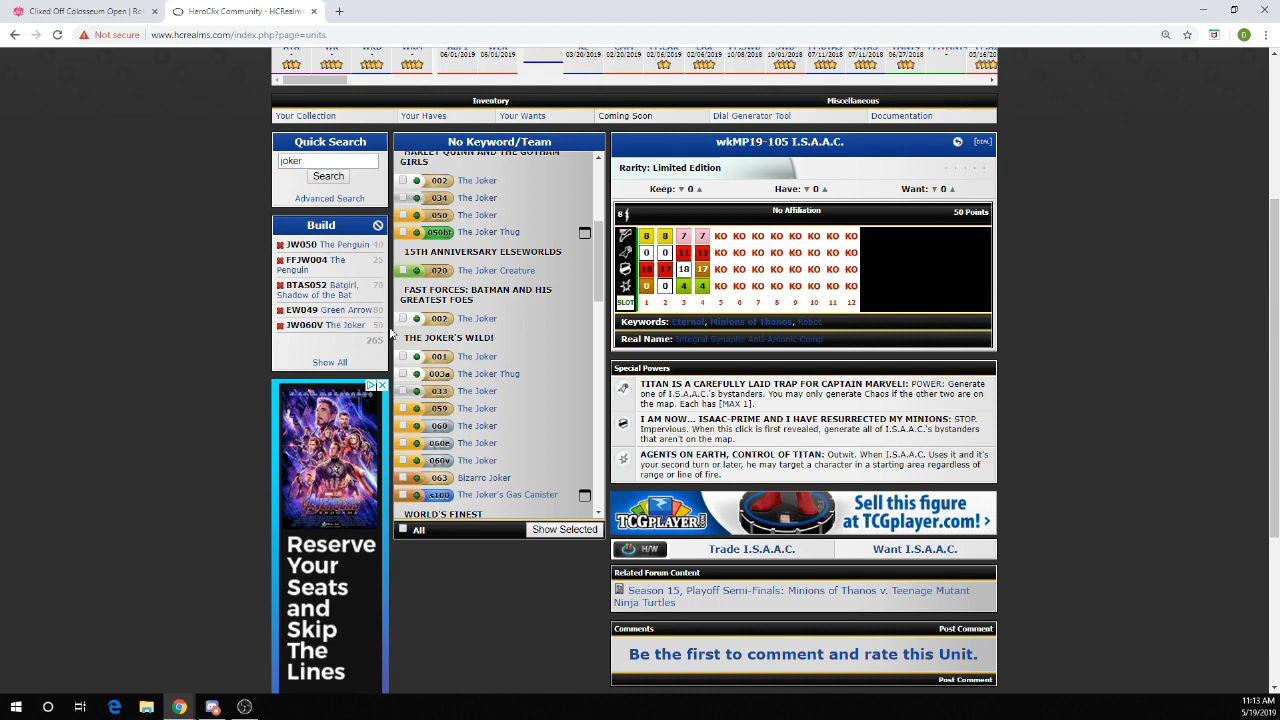 Clixed Off Colosseum Open | Rol
HeroClix Community - HCRealms
Not secure
www.hcrealms.com/index.php?page=units
06/01/2019 06/01/2019 03/20/2019 02/20/2019 02/06/2019 02/06/2019 10/08/2018 10/01/2018 07/11/2018 07/11/2018 06/27/2018
Inventory
Miscellaneous
Your Collection
Your Haves
Your Wants
Coming Soon
Dial Generator Tool
Documentation
Quick Search
joker
Search
Advanced Search
Build
JW050 The Penguin 40
FFJW004 The Penguin 25
BTAS052 Batgirl, Shadow of the Bat 70
EW049 Green Arrow 80
JW060V The Joker 50
265
Show All
Reserve
Your
Seats
and
Skip
The
Lines
No Keyword/Team
HARLEY QUINN AND THE GOTHAM
GIRLS
002 The Joker
034 The Joker
050 The Joker
050bt The Joker Thug
15TH ANNIVERSARY ELSEWORLDS
020 The Joker Creature
FAST FORCES: BATMAN AND HIS
GREATEST FOES
002 The Joker
THE JOKER'S WILD!
001 The Joker
003a The Joker Thug
033 The Joker
059 The Joker
060 The Joker
060e The Joker
060v The Joker
063 Bizarro Joker
s100 The Joker's Gas Canister
WORLD'S FINEST
All
Show Selected
wkMP19-105 I.S.A.A.C.
[DIAL]
Rarity: Limited Edition
Keep: ▼ 0 ▲
Have: ▼ 0 ▲
Want: ▼ 0 ▲
8
No Affiliation
50 Points
8 8 7 7 KO KO KO KO KO KO KO KO
0 0 11 11 KO KO KO KO KO KO KO KO
18 17 18 17 KO KO KO KO KO KO KO KO
0 0 4 4 KO KO KO KO KO KO KO KO
SLOT 1 2 3 4 5 6 7 8 9 10 11 12
Keywords: Eternal, Minions of Thanos, Robot
Real Name: Integral Synaptic Anti-Anionic Comp
Special Powers
TITAN IS A CAREFULLY LAID TRAP FOR CAPTAIN MARVEL!: POWER: Generate
one of I.S.A.A.C.'s bystanders. You may only generate Chaos if the other two are on
the map. Each has [MAX 1].
I AM NOW... ISAAC-PRIME AND I HAVE RESURRECTED MY MINIONS: STOP.
Impervious. When this click is first revealed, generate all of I.S.A.A.C.'s bystanders
that aren't on the map.
AGENTS ON EARTH, CONTROL OF TITAN: Outwit. When I.S.A.A.C. Uses it and it's
your second turn or later, he may target a character in a starting area regardless of
range or line of fire.
TCGPLAYER
Sell this figure
at TCGplayer.com! ›
H/W
Trade I.S.A.A.C.
Want I.S.A.A.C.
Related Forum Content
Season 15, Playoff Semi-Finals: Minions of Thanos v. Teenage Mutant
Ninja Turtles
Comments
Post Comment
Be the first to comment and rate this Unit.
Post Comment
11:13 AM
5/19/2019